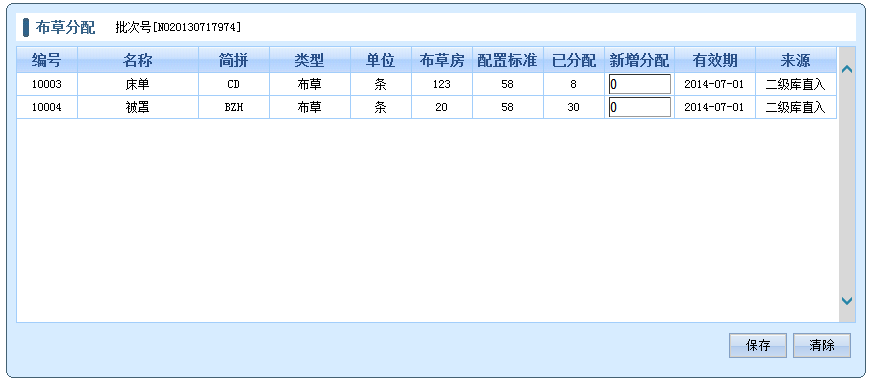 布草分配 批次号[NO20130717974]
编号 名称 简拼 类型 单位 布草房 配置标准 已分配 新增分配 有效期 来源
10003 床单 CD 布草 条 123 58 8 0 2014-07-01 二级库直入
10004 被罩 BZH 布草 条 20 58 30 0 2014-07-01 二级库直入
保存 清除